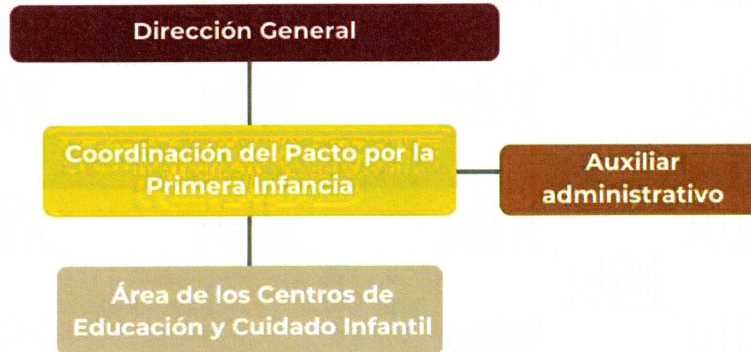 Dirección General
Coordinación del Pacto por la
Primera Infancia
Auxiliar
administrativo
Área de los Centros de
Educación y Cuidado Infantil